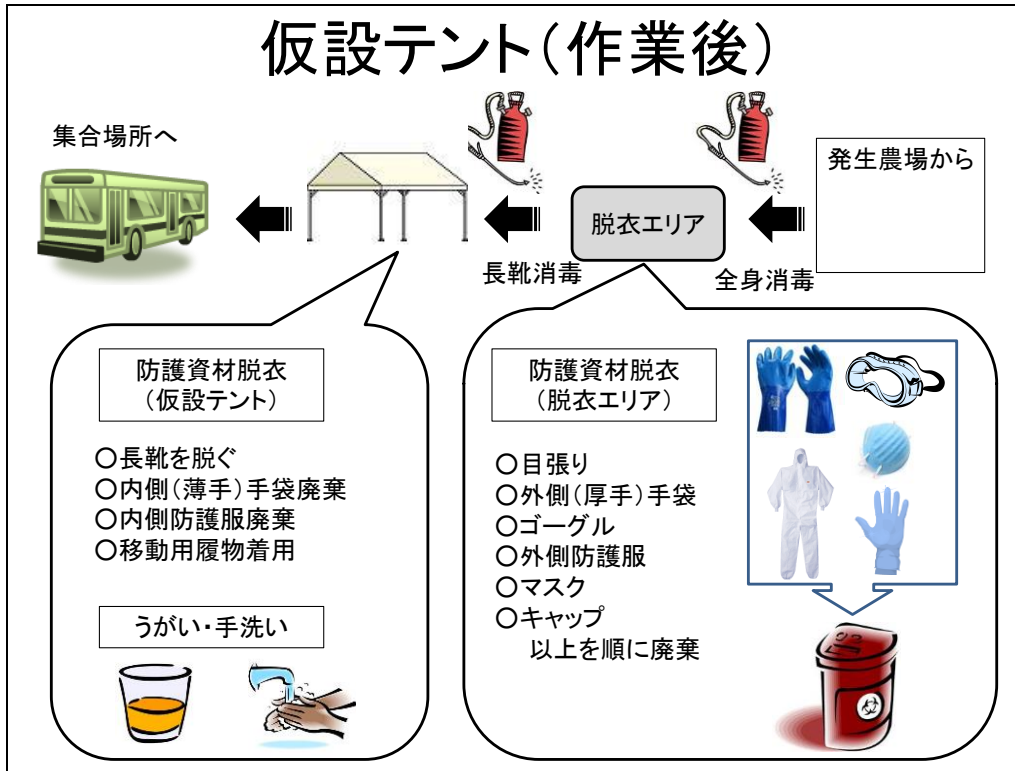 仮設テント（作業後）
集合場所へ
発生農場から
脱衣エリア
長靴消毒
全身消毒
防護資材脱衣
（仮設テント）
○長靴を脱ぐ
○内側（薄手）手袋廃棄
○内側防護服廃棄
○移動用履物着用
うがい・手洗い
防護資材脱衣
（脱衣エリア）
○目張り
○外側（厚手）手袋
○ゴーグル
○外側防護服
○マスク
○キャップ
以上を順に廃棄